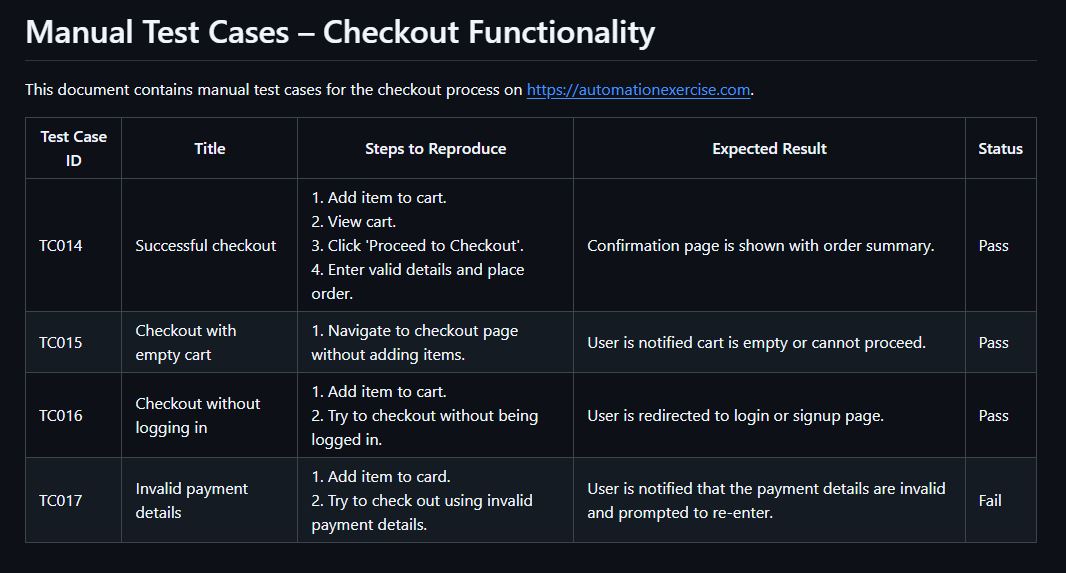 Manual Test Cases – Checkout Functionality
This document contains manual test cases for the checkout process on https://automationexercise.com.
Test Case
ID
Title
Steps to Reproduce
Expected Result
Status
TC014
Successful checkout
1. Add item to cart.
2. View cart.
3. Click 'Proceed to Checkout'.
4. Enter valid details and place
order.
Confirmation page is shown with order summary.
Pass
TC015
Checkout with
empty cart
1. Navigate to checkout page
without adding items.
User is notified cart is empty or cannot proceed.
Pass
TC016
Checkout without
logging in
1. Add item to cart.
2. Try to checkout without being
logged in.
User is redirected to login or signup page.
Pass
TC017
Invalid payment
details
1. Add item to card.
2. Try to check out using invalid
payment details.
User is notified that the payment details are invalid
and prompted to re-enter.
Fail